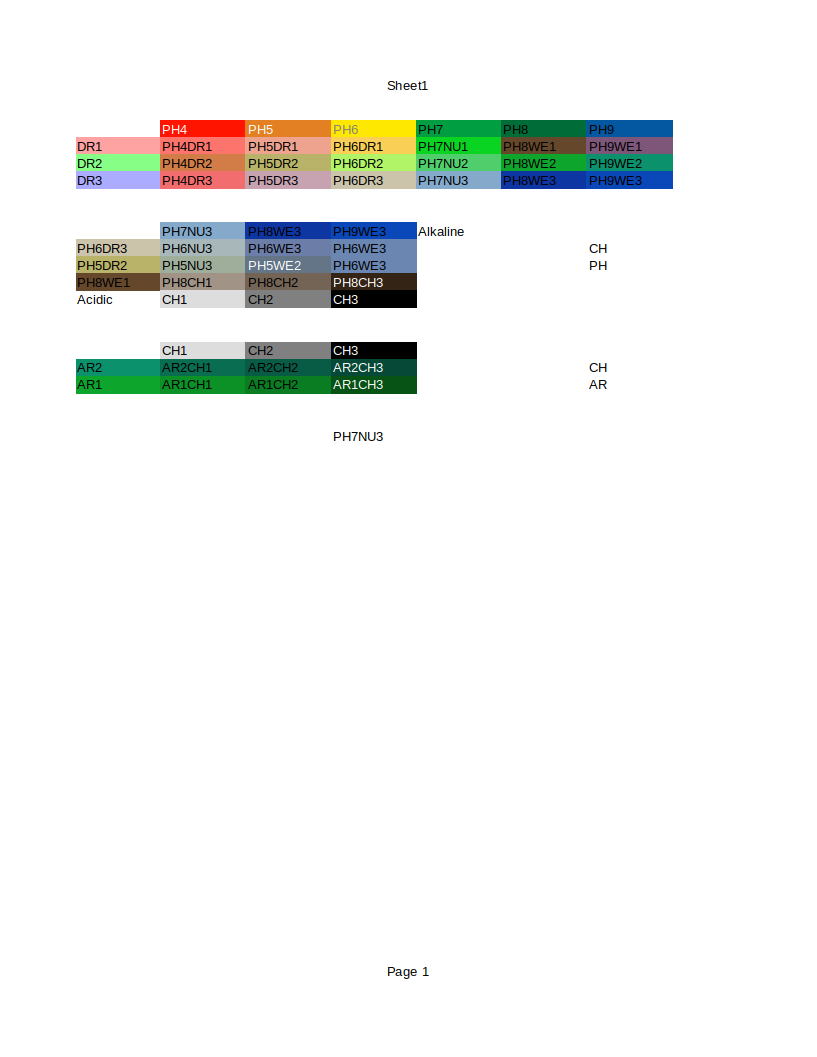 Sheet1
PH4 PH5 PH6 PH7 PH8 PH9
DR1 PH4DR1 PH5DR1 PH6DR1 PH7NU1 PH8WE1 PH9WE1
DR2 PH4DR2 PH5DR2 PH6DR2 PH7NU2 PH8WE2 PH9WE2
DR3 PH4DR3 PH5DR3 PH6DR3 PH7NU3 PH8WE3 PH9WE3
PH7NU3 PH8WE3 PH9WE3 Alkaline
PH6DR3 PH6NU3 PH6WE3 PH6WE3 CH
PH5DR2 PH5NU3 PH5WE2 PH6WE3 PH
PH8WE1 PH8CH1 PH8CH2 PH8CH3
Acidic CH1 CH2 CH3
CH1 CH2 CH3
AR2 AR2CH1 AR2CH2 AR2CH3 CH
AR1 AR1CH1 AR1CH2 AR1CH3 AR
PH7NU3
Page 1